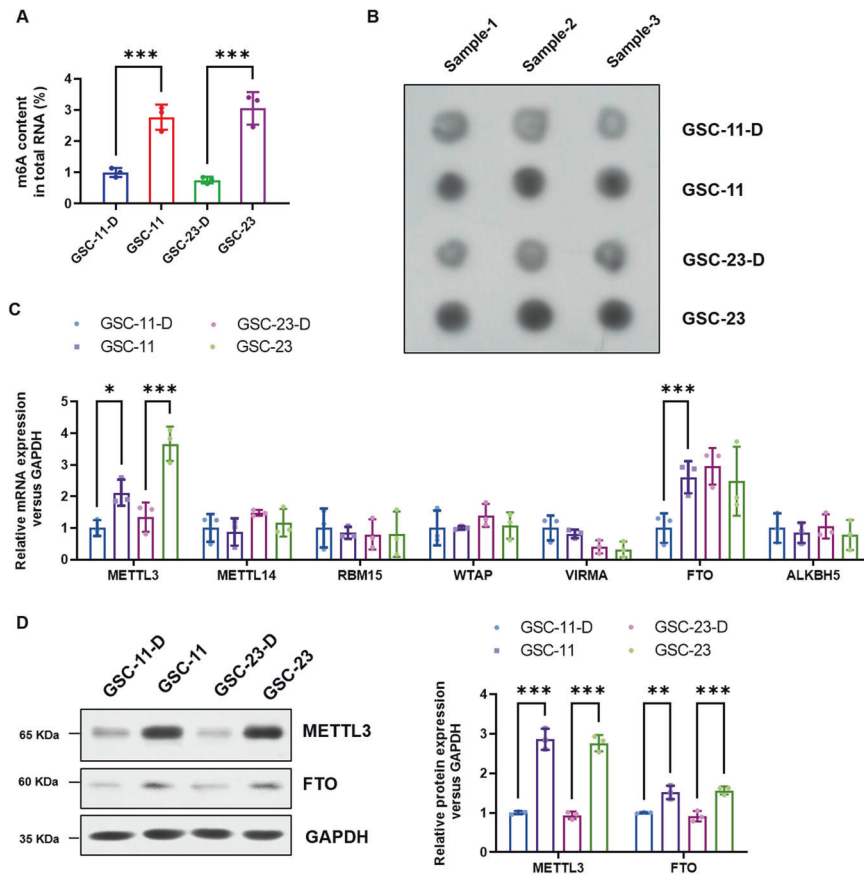 A
m6A content
in total RNA (%)
5
4
3
2
1
0
***
***
GSC-11-D
GSC-11
GSC-23-D
GSC-23
B
Sample-1
Sample-2
Sample-3
GSC-11-D
GSC-11
GSC-23-D
GSC-23
C
GSC-11-D
GSC-23-D
GSC-11
GSC-23
Relative mRNA expression
versus GAPDH
5
4
3
2
1
0
*
***
***
METTL3
METTL14
RBM15
WTAP
VIRMA
FTO
ALKBH5
D
GSC-11-D
GSC-11
GSC-23-D
GSC-23
65 KDa
METTL3
60 KDa
FTO
35 KDa
GAPDH
GSC-11-D
GSC-23-D
GSC-11
GSC-23
Relative protein expression
versus GAPDH
4
3
2
1
0
***
***
**
***
METTL3
FTO